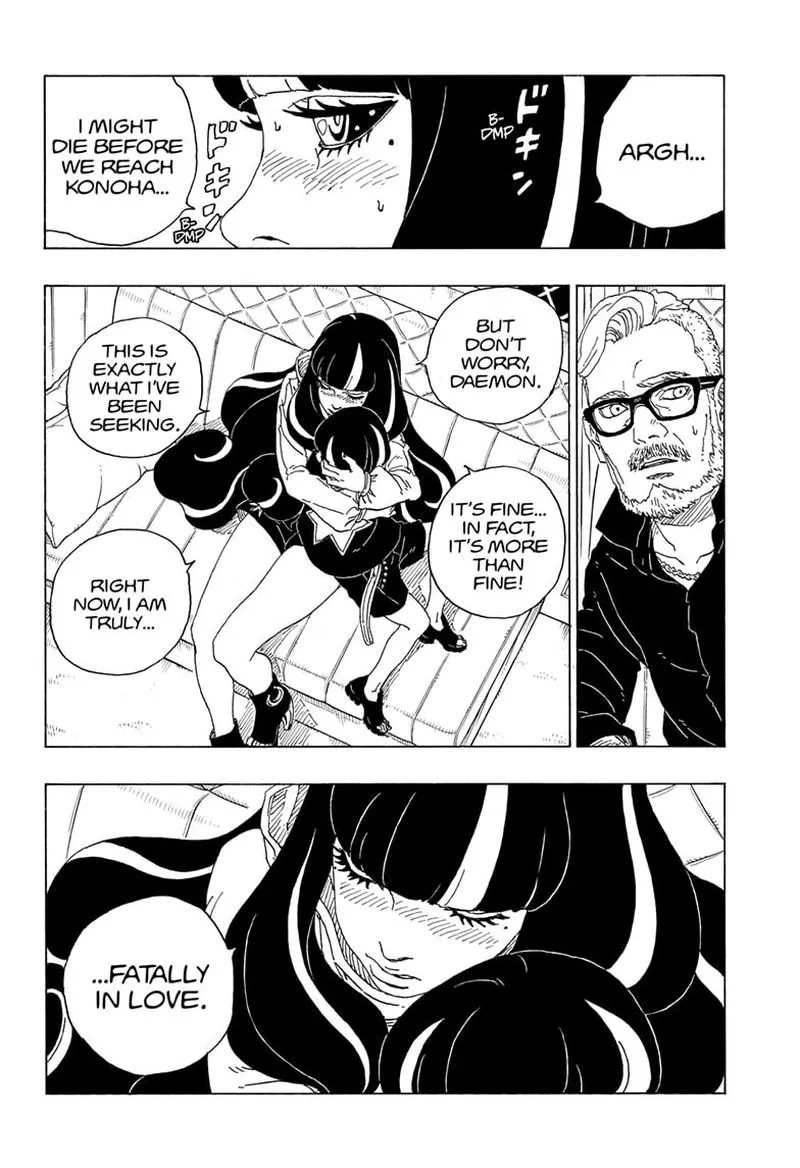 ARGH...
ドキン
B-
DMP
I MIGHT
DIE BEFORE
WE REACH
KONOHA...
ドキン
B-
DMP
BUT
DON'T
WORRY,
DAEMON.
THIS IS
EXACTLY
WHAT I'VE
BEEN
SEEKING.
IT'S FINE...
IN FACT,
IT'S MORE
THAN
FINE!
RIGHT
NOW, I AM
TRULY...
...FATALLY
IN LOVE.